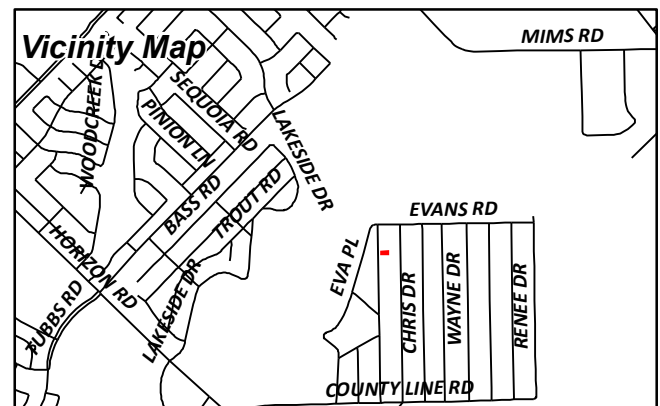 Vicinity Map
MIMS RD
WOODCREEK D
SEQUOIA RD
PINION LN
LAKESIDE DR
BASS RD
TROUT RD
EVANS RD
HORIZON RD
EVA PL
CHRIS DR
WAYNE DR
RENEE DR
TUBBS RD
LAKESIDE DR
COUNTY LINE RD